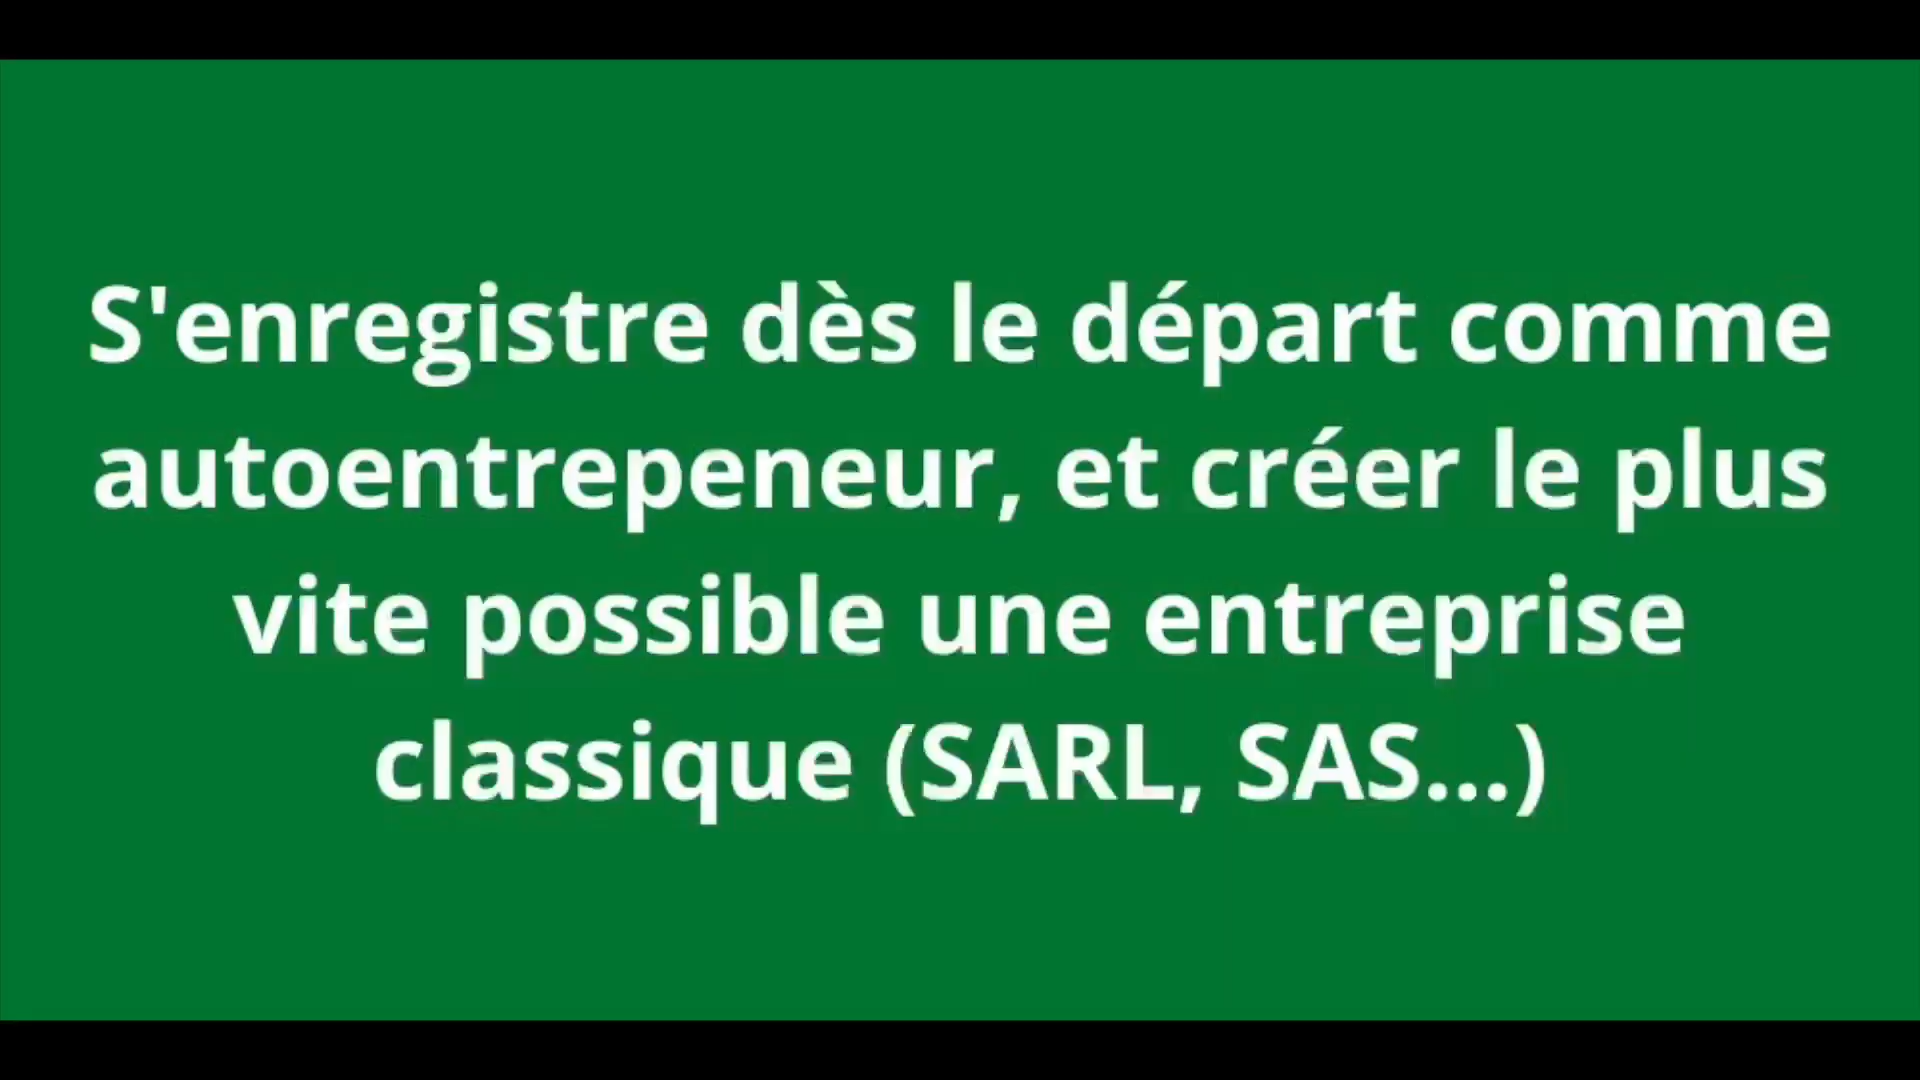 S'enregistre dès le départ comme
autoentrepeneur, et créer le plus
vite possible une entreprise
classique (SARL, SAS...)